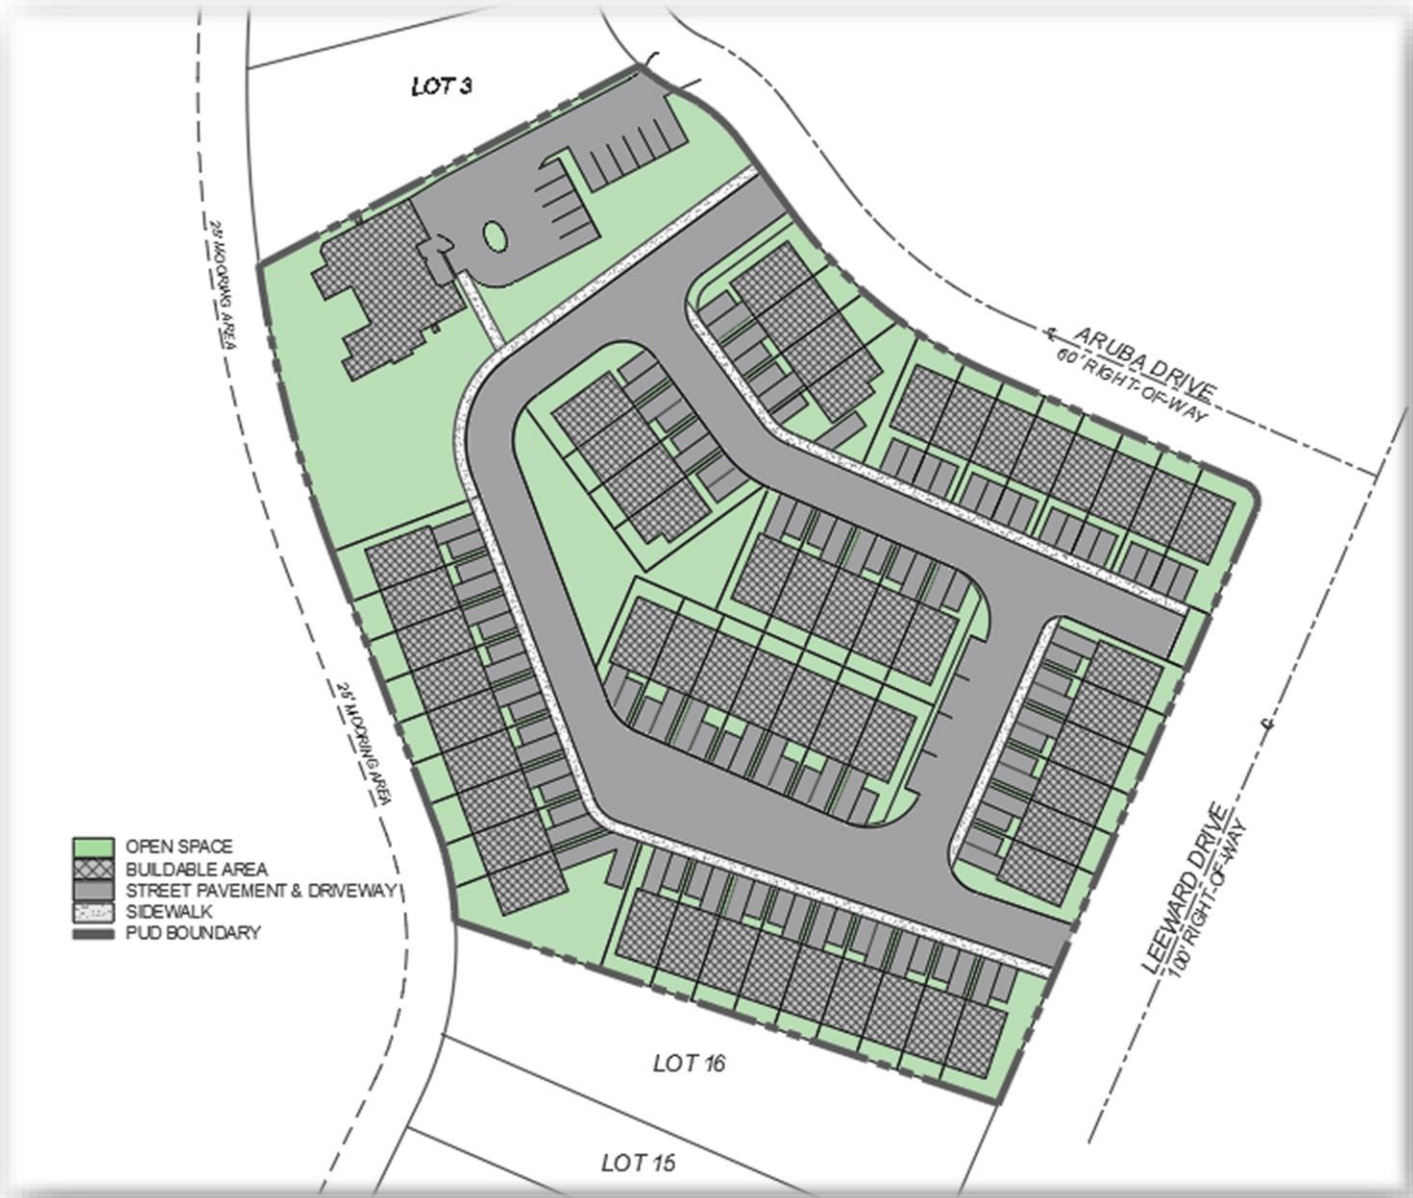 LOT 3
25' MOORING AREA
ARUBA DRIVE
60' RIGHT-OF-WAY
25' MOORING AREA
LEEWARD DRIVE
100' RIGHT-OF-WAY
OPEN SPACE
BUILDABLE AREA
STREET PAVEMENT & DRIVEWAY
SIDEWALK
PUD BOUNDARY
LOT 16
LOT 15